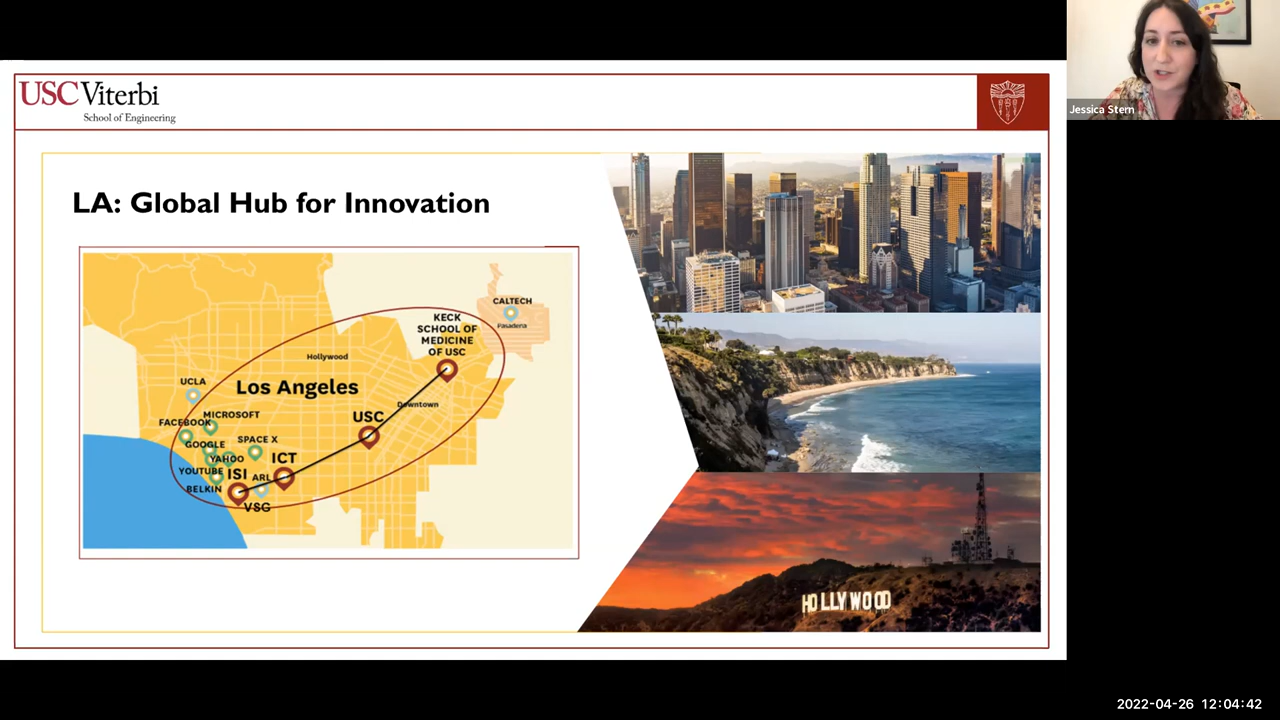 USC Viterbi
School of Engineering
Jessica Stern
LA: Global Hub for Innovation
CALTECH
Pasadena
KECK
SCHOOL OF
MEDICINE
OF USC
Hollywood
Los Angeles
UCLA
Downtown
MICROSOFT
USC
FACEBOOK
GOOGLE
SPACE X
YAHOO
ICT
YOUTUBE
ISI
ARL
BELKIN
VSG
HOLLYWOOD
2022-04-26 12:04:42